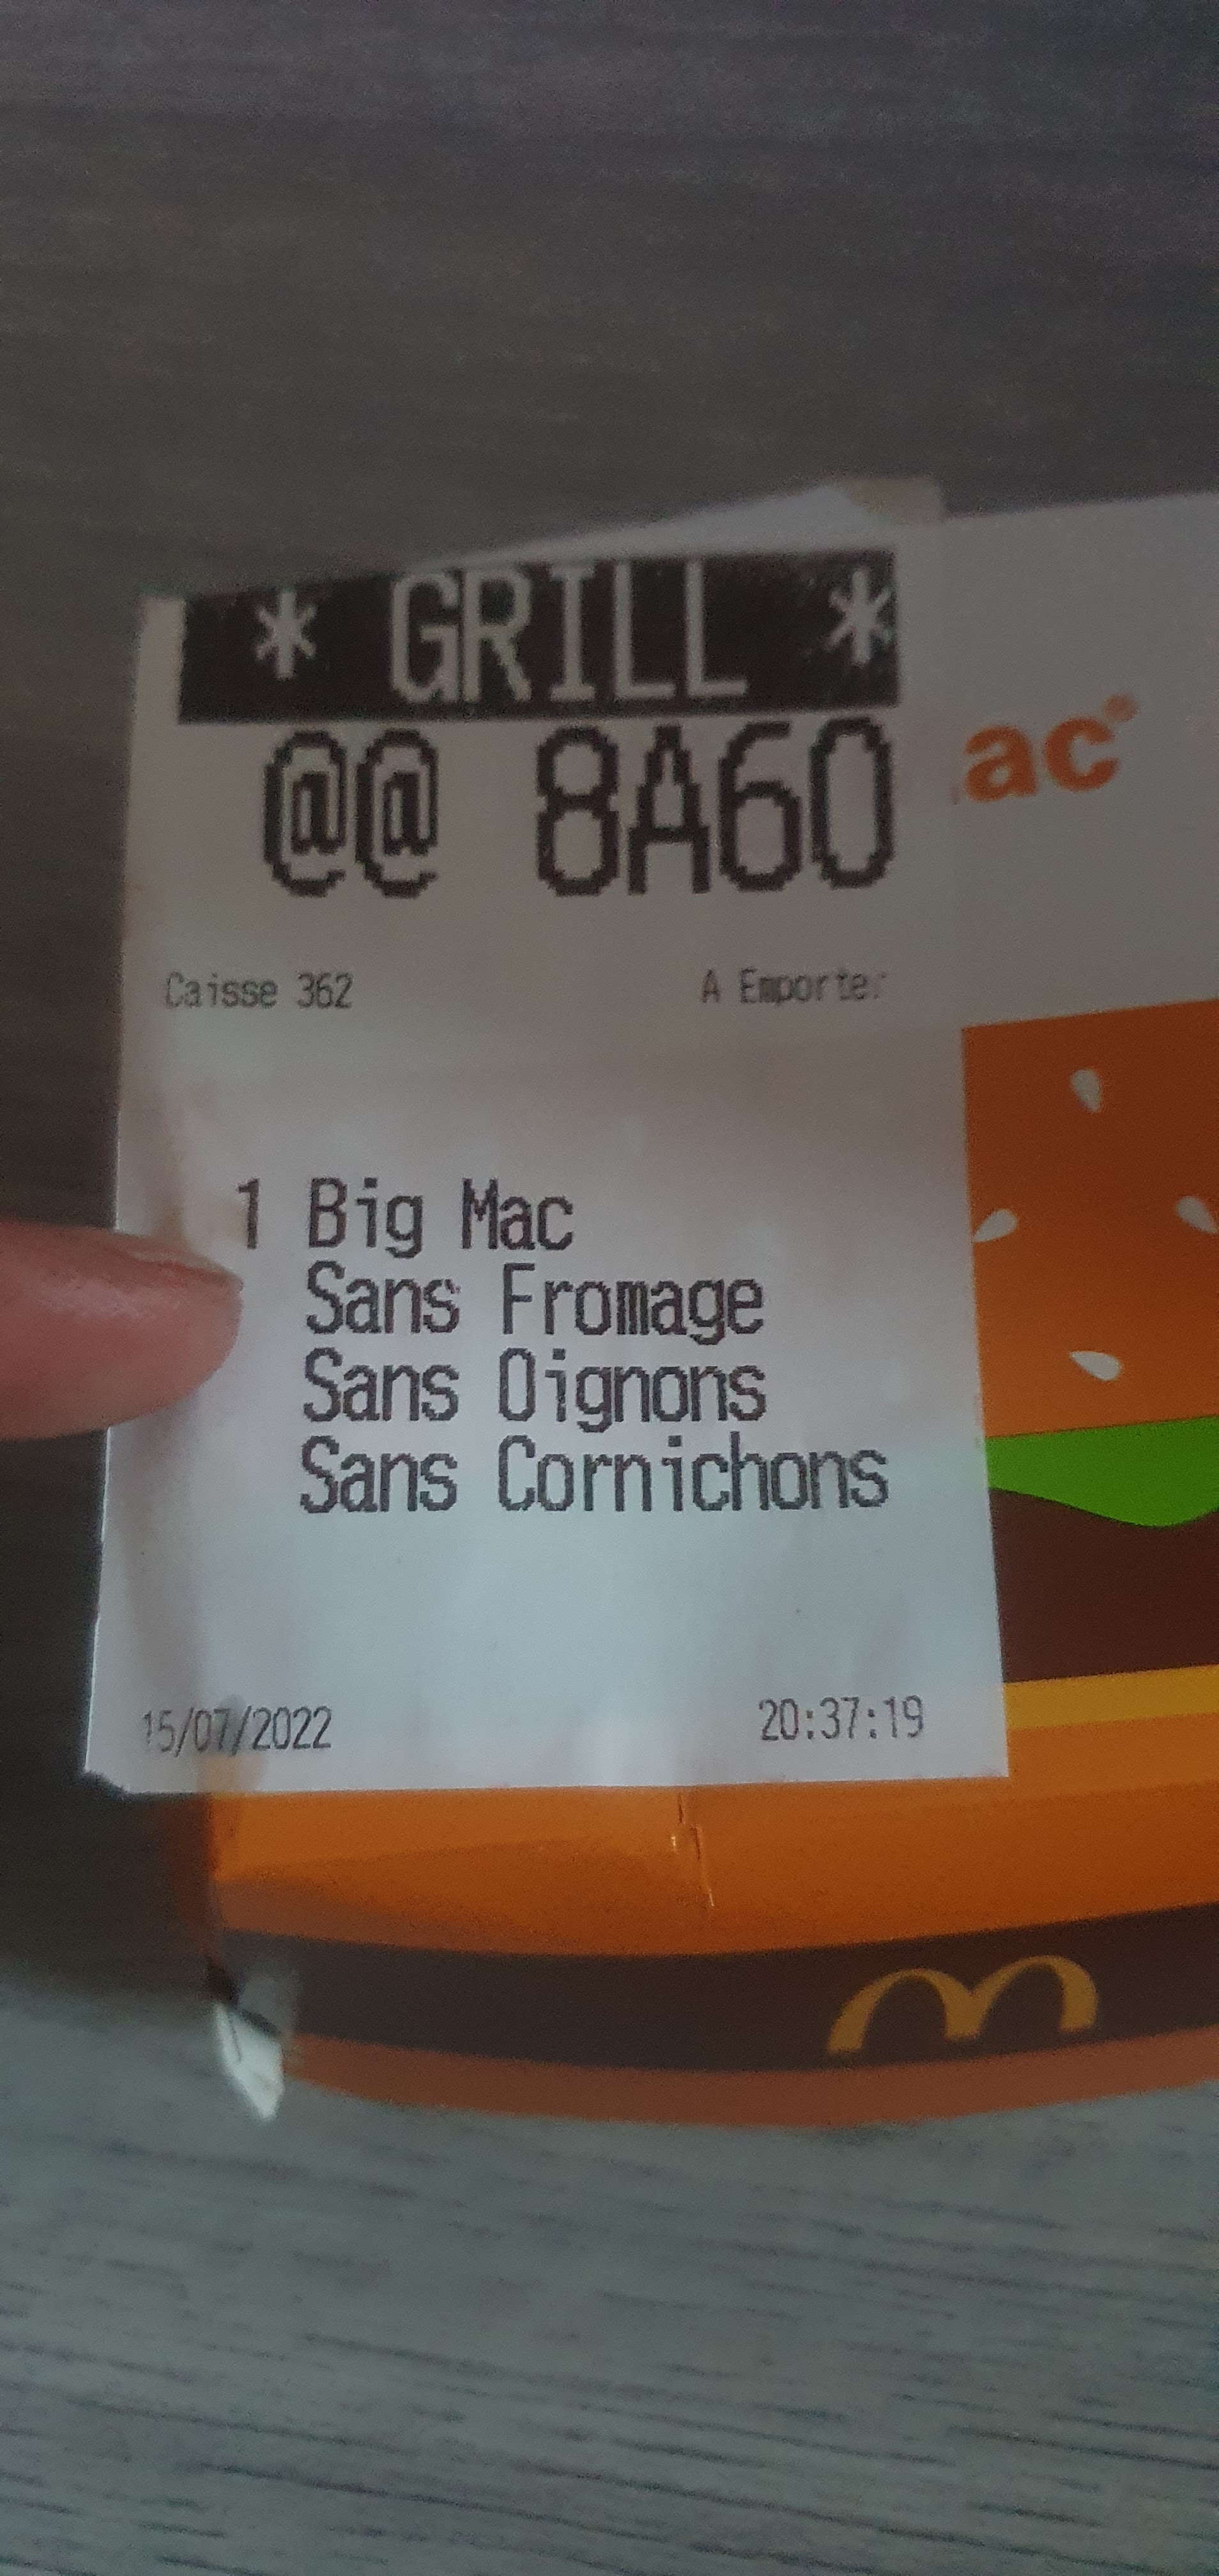 * GRILL *
@@ 8A60
ac®
Caisse 362 A Emporter
1 Big Mac
Sans Fromage
Sans Oignons
Sans Cornichons
15/07/2022 20:37:19